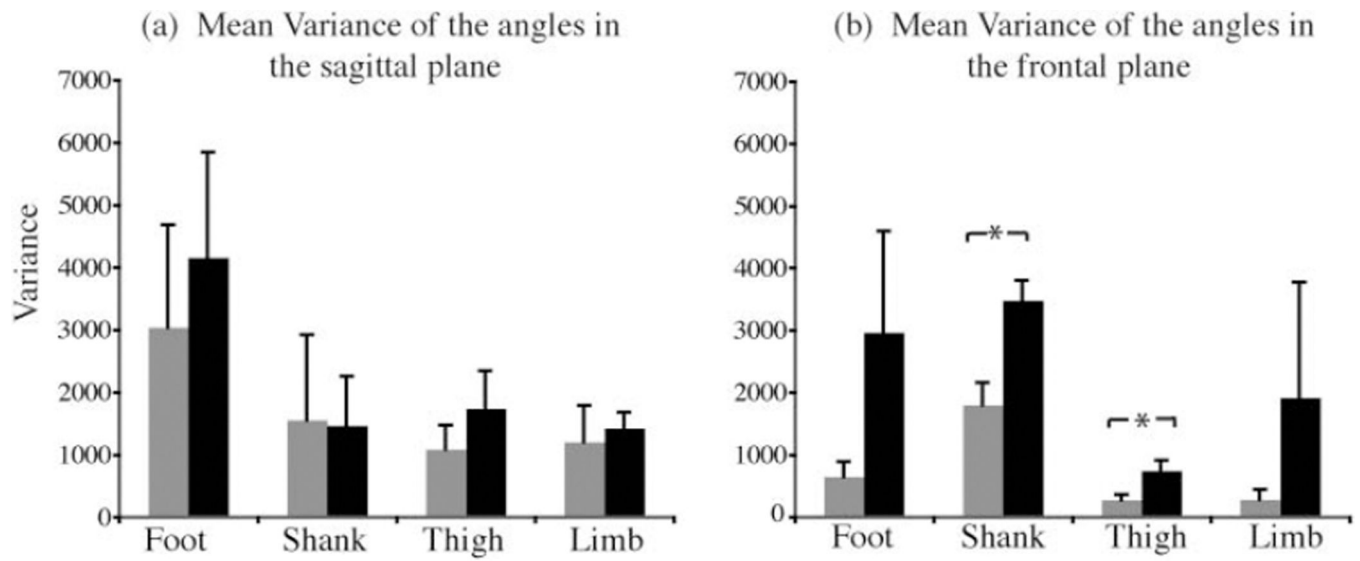 (a) Mean Variance of the angles in
the sagittal plane
7000
6000
5000
4000
3000
2000
1000
0
Variance
Foot Shank Thigh Limb
(b) Mean Variance of the angles in
the frontal plane
7000
6000
5000
4000
3000
2000
1000
0
*
*
Foot Shank Thigh Limb